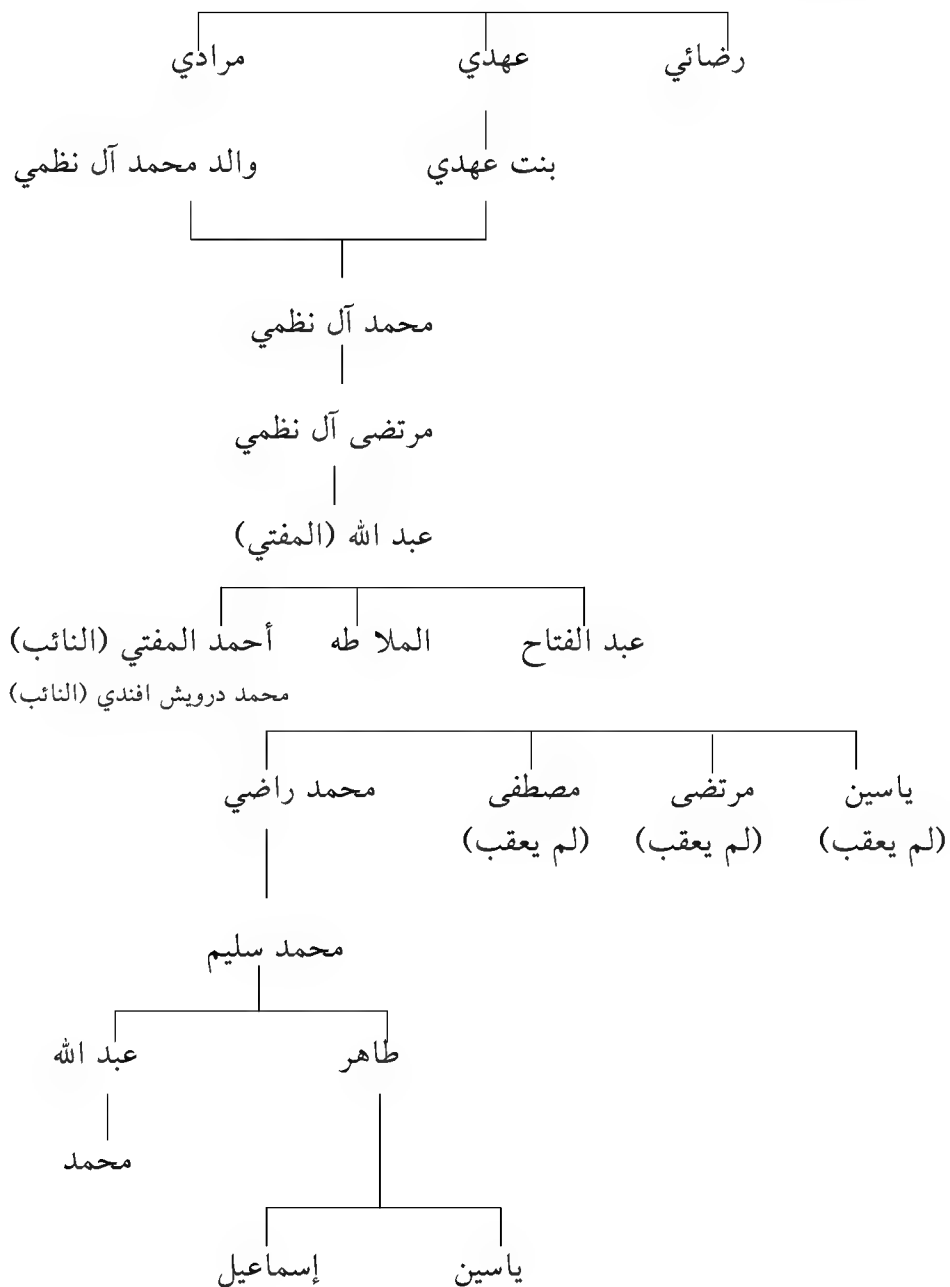 رضائي عهدي مرادي
بنت عهدي والد محمد آل نظمي
محمد آل نظمي
مرتضى آل نظمي
عبد الله (المفتي)
عبد الفتاح الملا طه أحمد المفتي (النائب)
محمد درويش افندي (النائب)
ياسين مرتضى مصطفى محمد راضي
(لم يعقب) (لم يعقب) (لم يعقب)
محمد سليم
طاهر عبد الله
محمد
ياسين إسماعيل